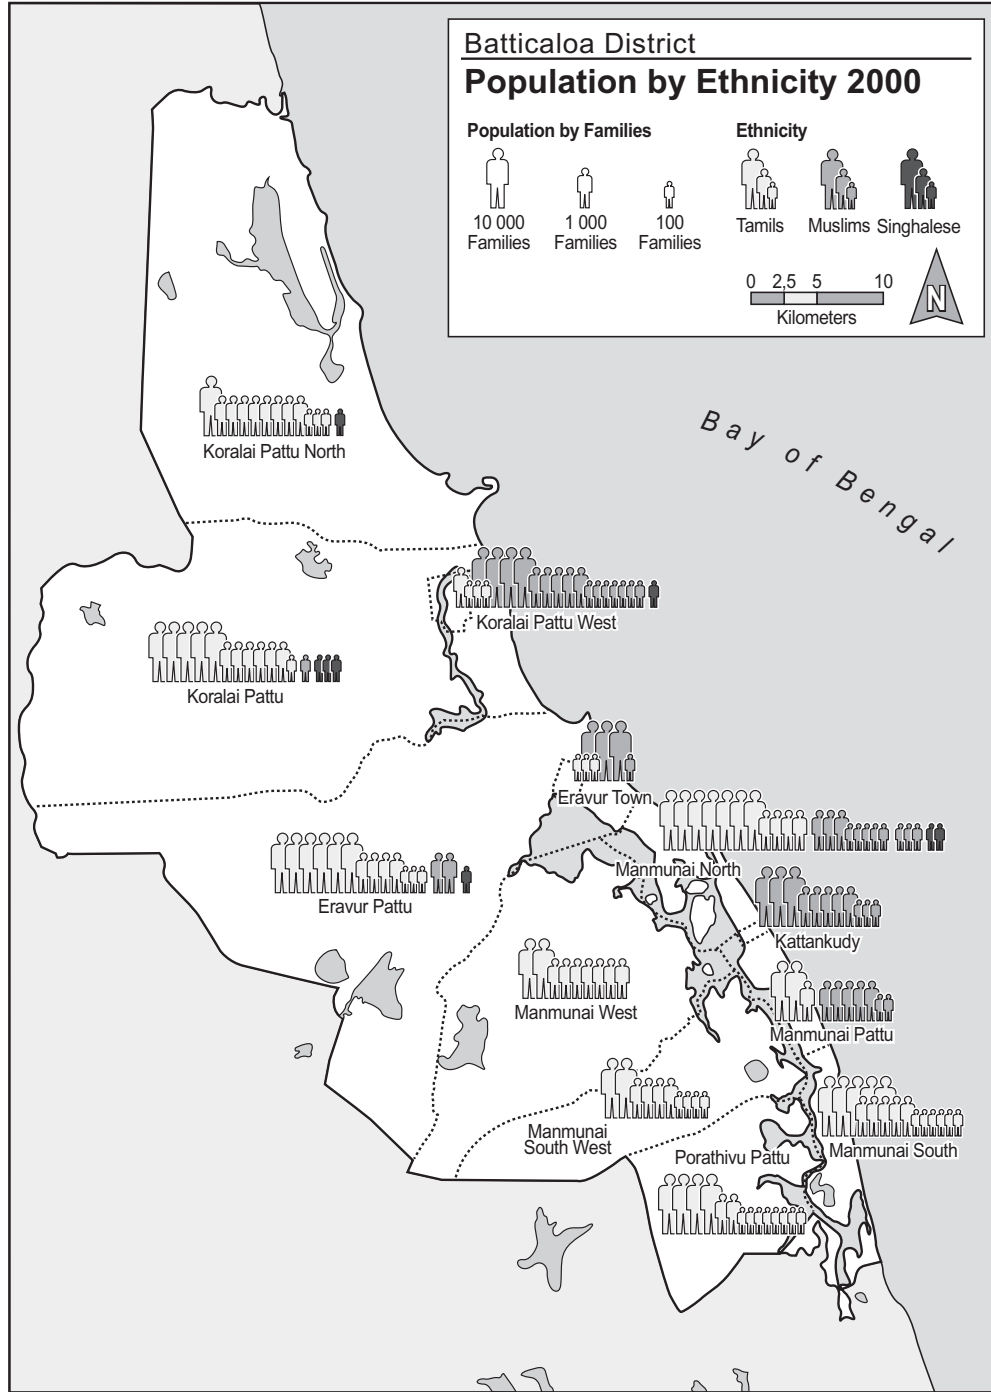 Batticaloa District
Population by Ethnicity 2000
Population by Families
10 000
Families
1 000
Families
100
Families
Ethnicity
Tamils
Muslims
Singhalese
0 2,5 5 10
Kilometers
N
Bay of Bengal
Koralai Pattu North
Koralai Pattu West
Koralai Pattu
Eravur Town
Manmunai North
Eravur Pattu
Kattankudy
Manmunai West
Manmunai Pattu
Manmunai
South West
Manmunai South
Porathivu Pattu